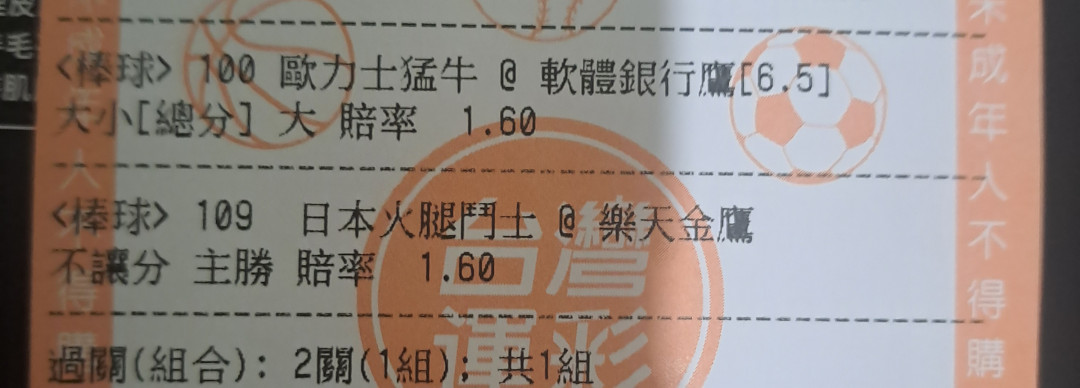 <棒球> 100 歐力士猛牛 @ 軟體銀行鷹[6.5]
大小[總分] 大 賠率 1.60
<棒球> 109 日本火腿鬥士 @ 樂天金鷹
不讓分 主勝 賠率 1.60
過關(組合): 2關(1組); 共1組
台灣
運彩
未成年人不得購
人
得
購